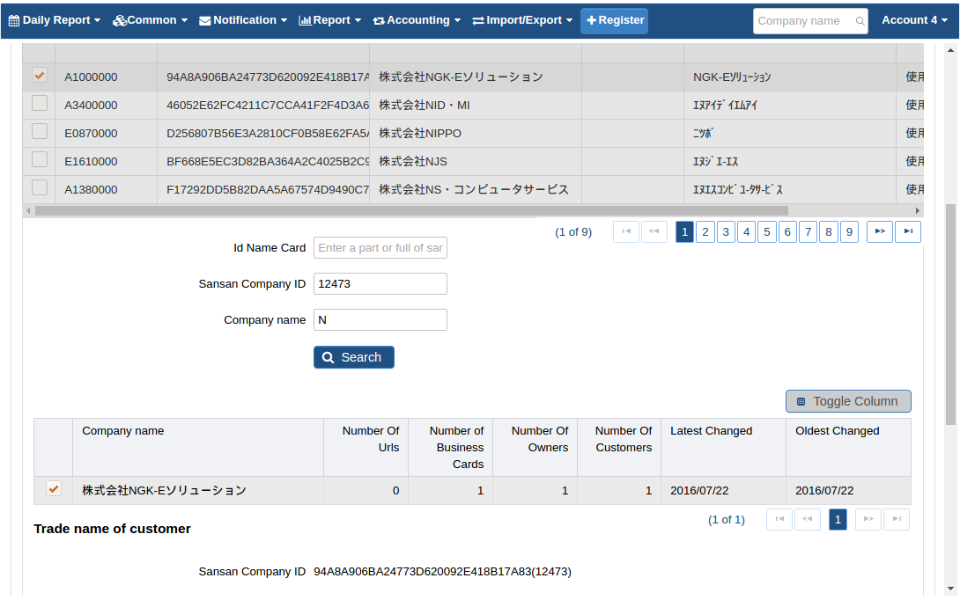 Daily Report Common Notification Report Accounting Import/Export Register Company name Account 4
A1000000 94A8A906BA24773D620092E418B17A 株式会社NGK-Eソリューション NGK-Eｿﾘｭｰｼｮﾝ 使用
A3400000 46052E62FC4211C7CCA41F2F4D3A6 株式会社NID・MI ｴﾇｱｲﾃﾞｲｴﾑｱｲ 使用
E0870000 D256807B56E3A2810CF0B58E62FA5 株式会社NIPPO ﾆﾂﾎﾟ 使用
E1610000 BF668E5EC3D82BA364A2C4025B2C9 株式会社NJS ｴﾇｼﾞｴ-ｴｽ 使用
A1380000 F17292DD5B82DAA5A67574D9490C7 株式会社NS・コンピュータサービス ｴﾇｴｽｺﾝﾋﾟﾕ-ﾀｻ-ﾋﾞｽ 使用
(1 of 9) 1 2 3 4 5 6 7 8 9
Id Name Card Enter a part or full of sar
Sansan Company ID 12473
Company name N
Search
Toggle Column
Company name Number Of Urls Number of Business Cards Number Of Owners Number Of Customers Latest Changed Oldest Changed
株式会社NGK-Eソリューション 0 1 1 1 2016/07/22 2016/07/22
(1 of 1) 1
Trade name of customer
Sansan Company ID 94A8A906BA24773D620092E418B17A83(12473)